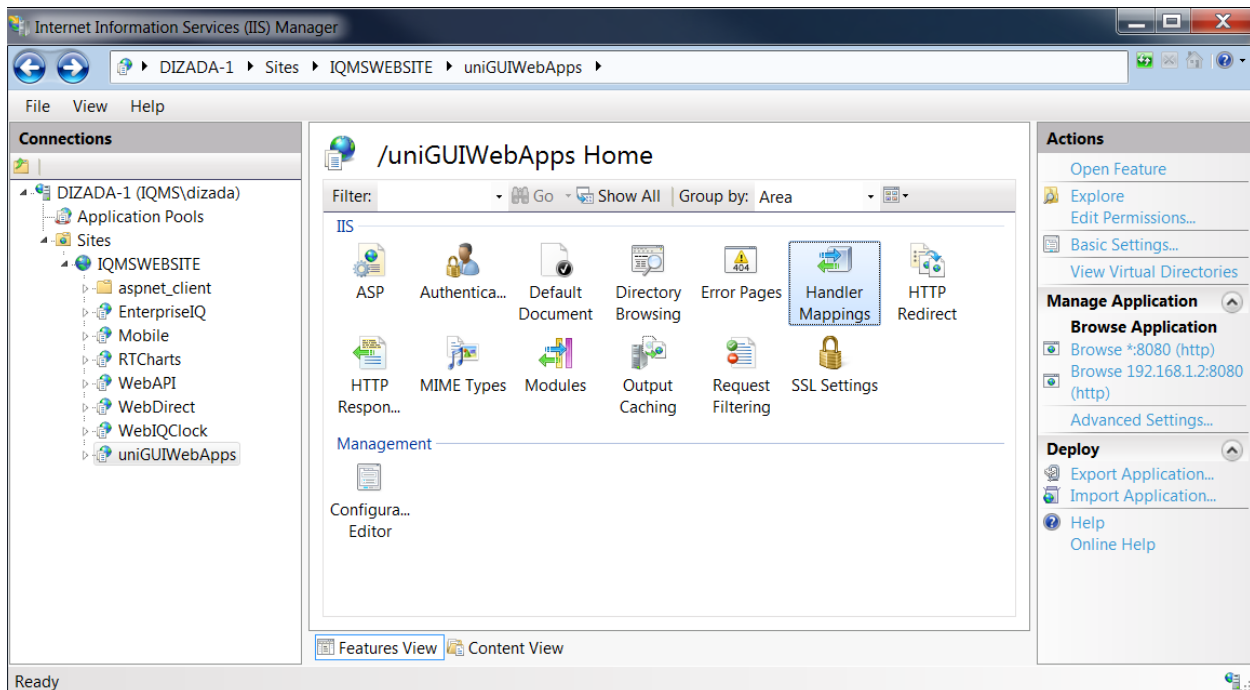 Internet Information Services (IIS) Manager
DIZADA-1 Sites IQMSWEBSITE uniGUIWebApps
File View Help
Connections
DIZADA-1 (IQMS\dizada)
Application Pools
Sites
IQMSWEBSITE
aspnet_client
EnterpriseIQ
Mobile
RTCharts
WebAPI
WebDirect
WebIQClock
uniGUIWebApps
/uniGUIWebApps Home
Filter: Go Show All Group by: Area
IIS
ASP Authentica... Default Directory Error Pages Handler HTTP
Document Browsing Mappings Redirect
404
HTTP MIME Types Modules Output Request SSL Settings
Respon... Caching Filtering
Management
Configura...
Editor
Features View Content View
Actions
Open Feature
Explore
Edit Permissions...
Basic Settings...
View Virtual Directories
Manage Application
Browse Application
Browse *:8080 (http)
Browse 192.168.1.2:8080
(http)
Advanced Settings...
Deploy
Export Application...
Import Application...
Help
Online Help
Ready